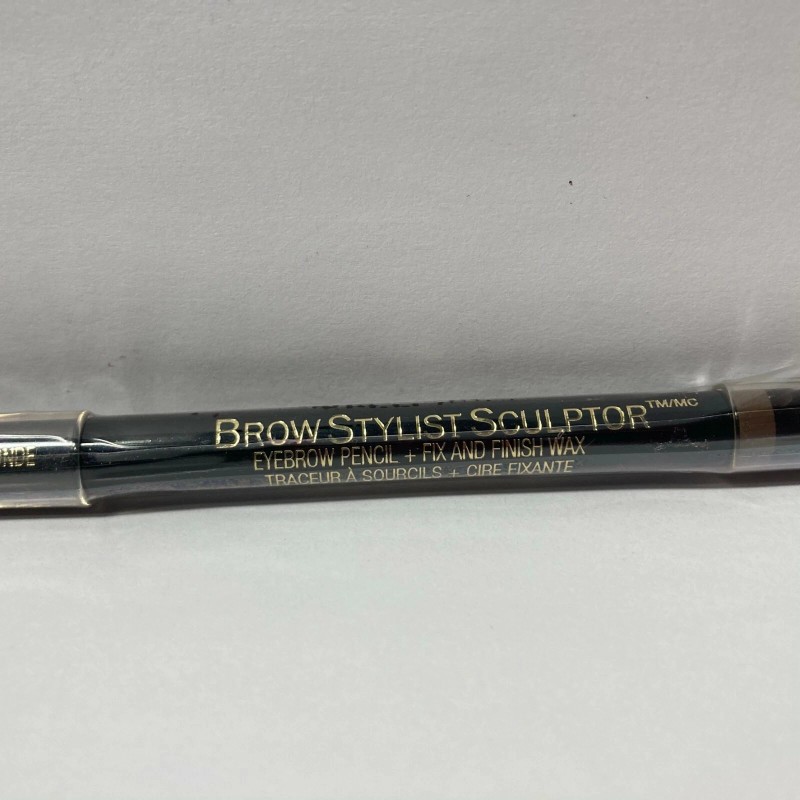 BROW STYLIST SCULPTOR™/MC
EYEBROW PENCIL + FIX AND FINISH WAX
TRACEUR À SOURCILS + CIRE FIXANTE